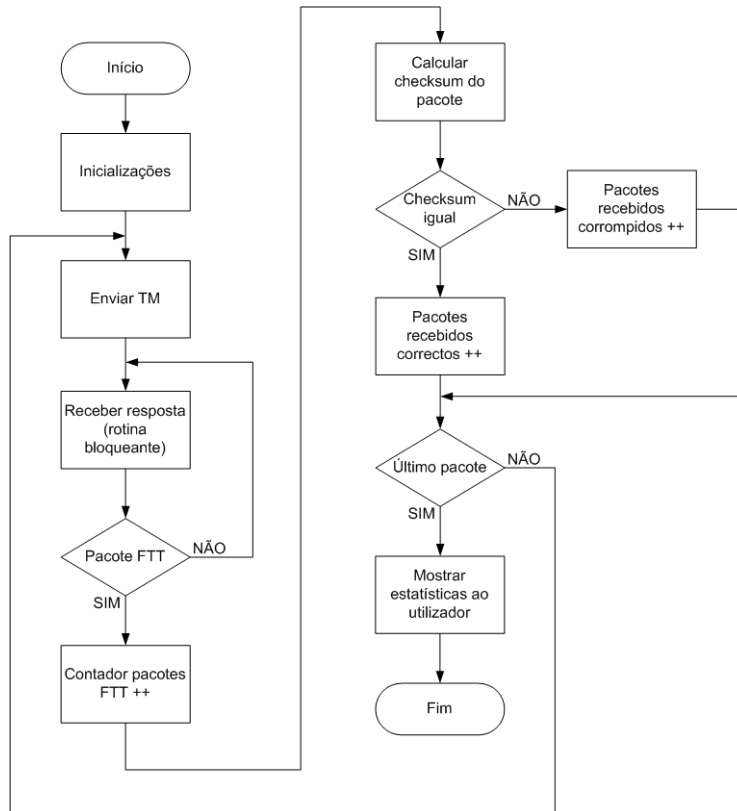 Início
Inicializações
Enviar TM
Receber resposta
(rotina
bloqueante)
Pacote FTT
NÃO
SIM
Contador pacotes
FTT ++
Calcular
checksum do
pacote
Checksum
igual
NÃO
SIM
Pacotes
recebidos
corrompidos ++
Pacotes
recebidos
correctos ++
Último pacote
NÃO
SIM
Mostrar
estatísticas ao
utilizador
Fim